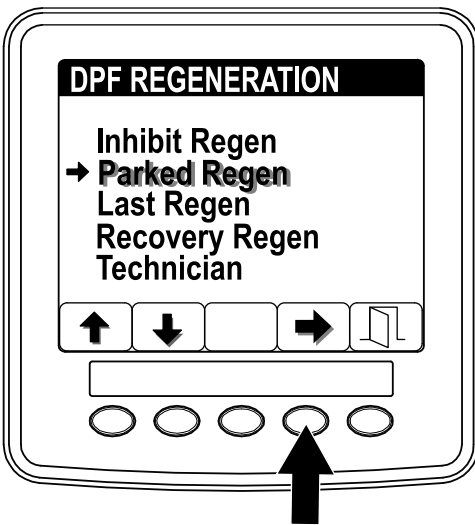 DPF REGENERATION
Inhibit Regen
Parked Regen
Last Regen
Recovery Regen
Technician